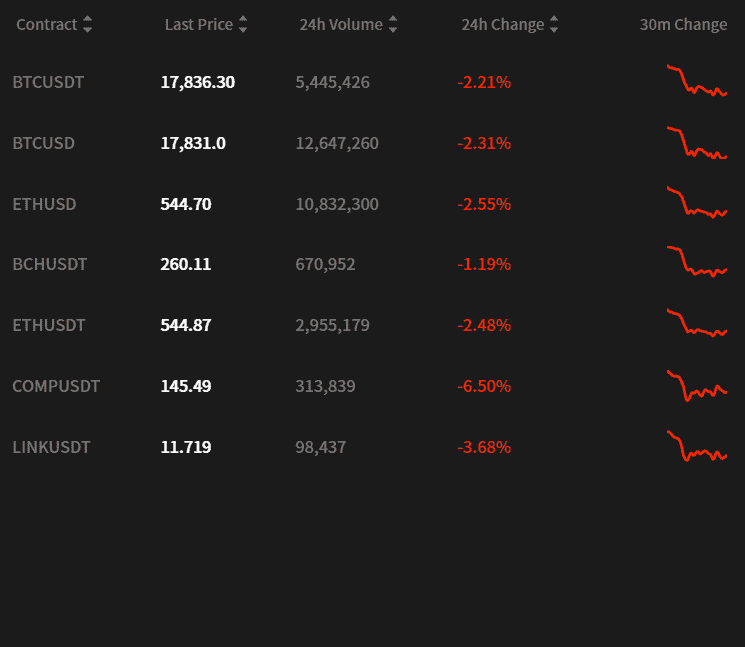 Contract Last Price 24h Volume 24h Change 30m Change
BTCUSDT 17,836.30 5,445,426 -2.21%
BTCUSD 17,831.0 12,647,260 -2.31%
ETHUSD 544.70 10,832,300 -2.55%
BCHUSDT 260.11 670,952 -1.19%
ETHUSDT 544.87 2,955,179 -2.48%
COMPUSDT 145.49 313,839 -6.50%
LINKUSDT 11.719 98,437 -3.68%